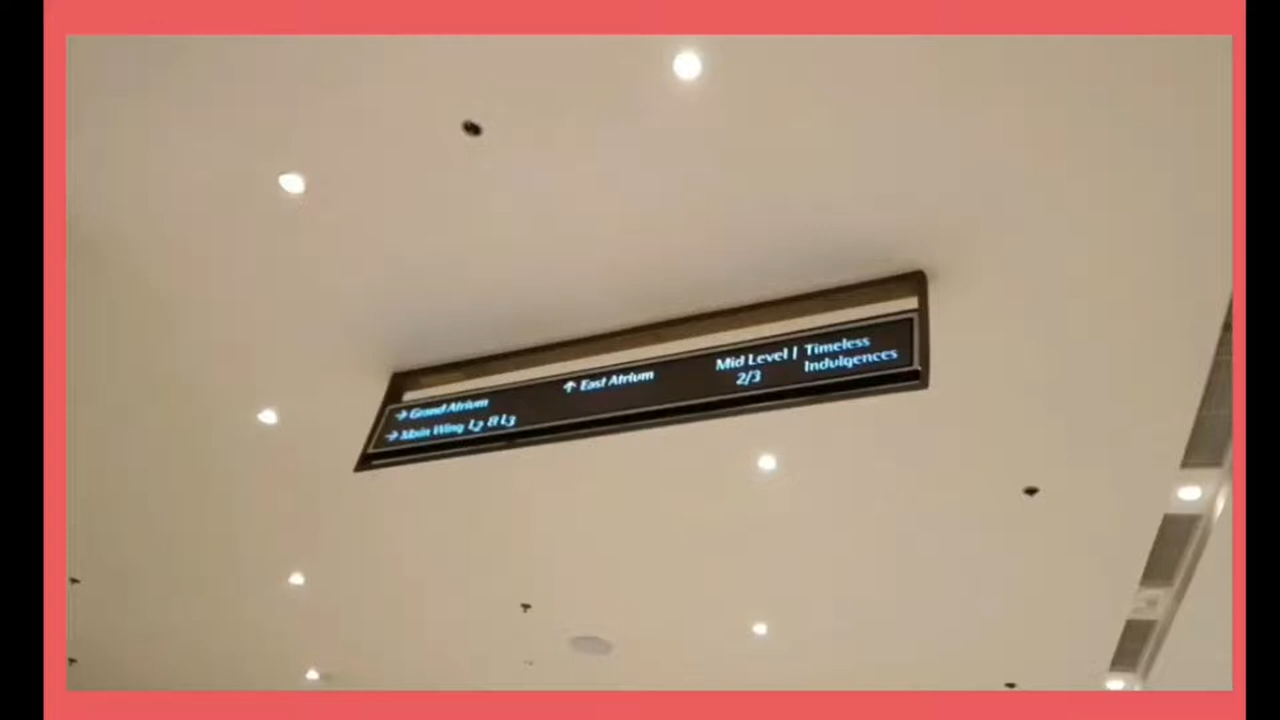 → Grand Atrium
→ Main Wing L2 & L3
↑ East Atrium
Mid Level |
2/3
Timeless
Indulgences